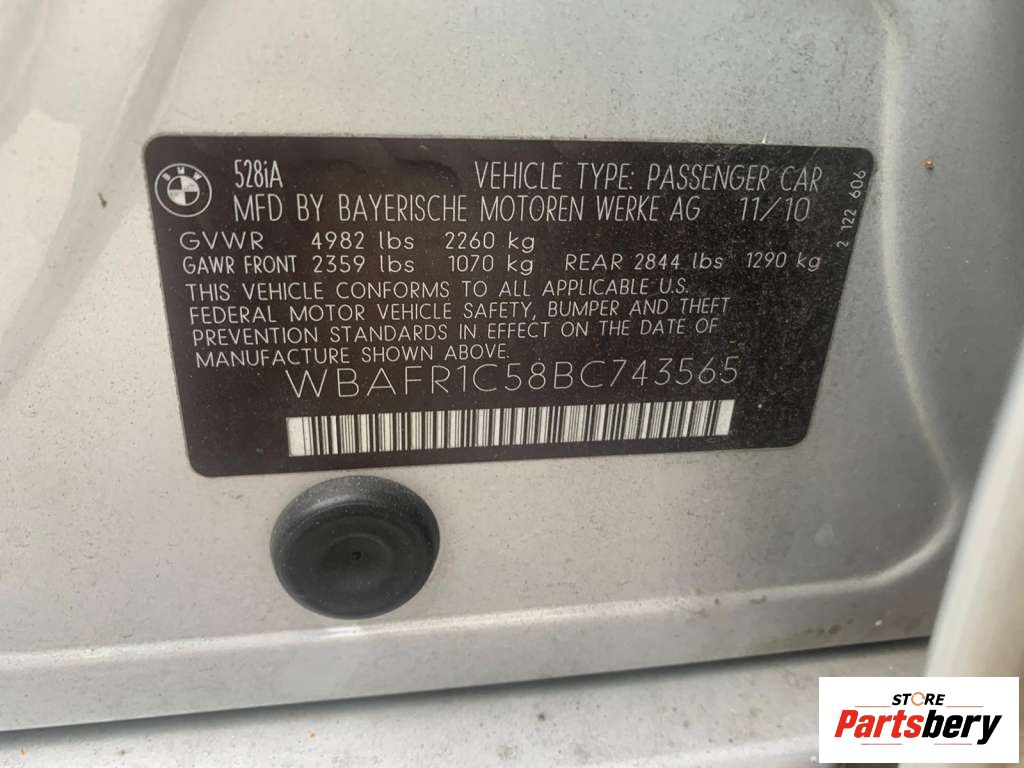 BMW
528iA VEHICLE TYPE: PASSENGER CAR
MFD BY BAYERISCHE MOTOREN WERKE AG 11/10
GVWR 4982 lbs 2260 kg
GAWR FRONT 2359 lbs 1070 kg REAR 2844 lbs 1290 kg
THIS VEHICLE CONFORMS TO ALL APPLICABLE U.S.
FEDERAL MOTOR VEHICLE SAFETY, BUMPER AND THEFT
PREVENTION STANDARDS IN EFFECT ON THE DATE OF
MANUFACTURE SHOWN ABOVE.
WBAFR1C58BC743565
2 122 606
STORE
Partsbery